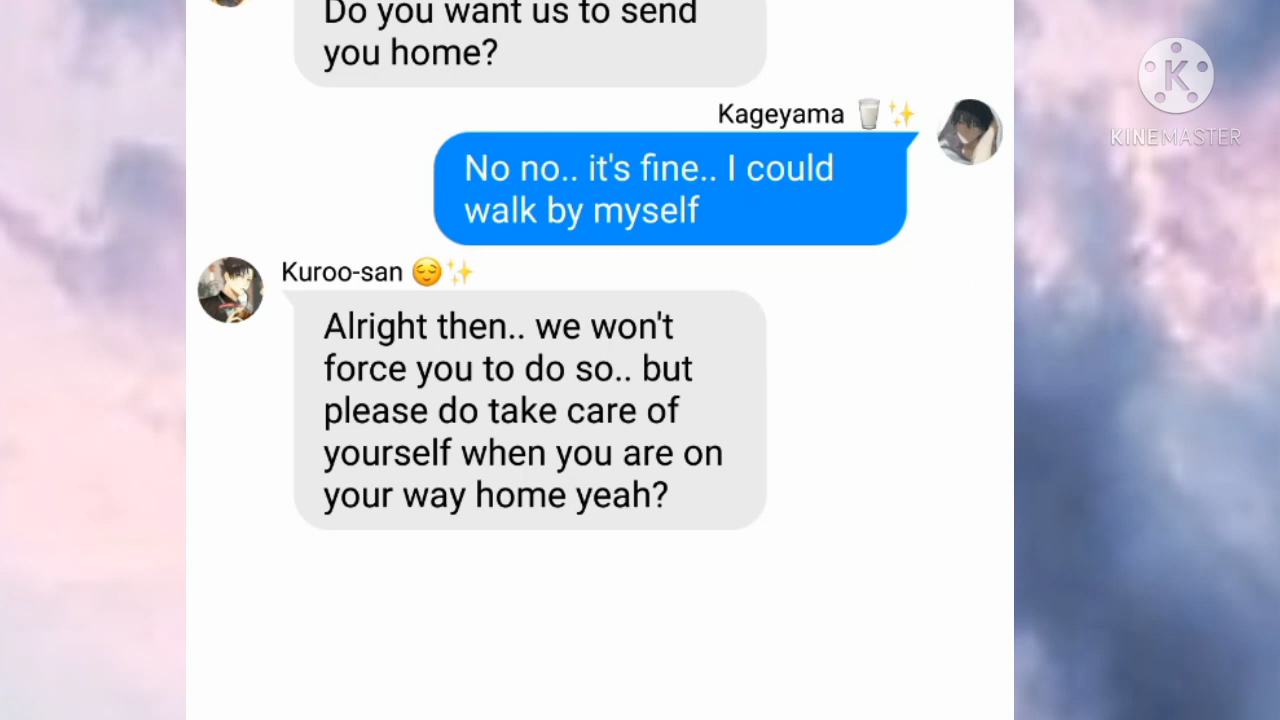 Do you want us to send
you home?
Kageyama 🥛✨
No no.. it's fine.. I could
walk by myself
Kuroo-san 😌✨
Alright then.. we won't
force you to do so.. but
please do take care of
yourself when you are on
your way home yeah?
K
KINEMASTER